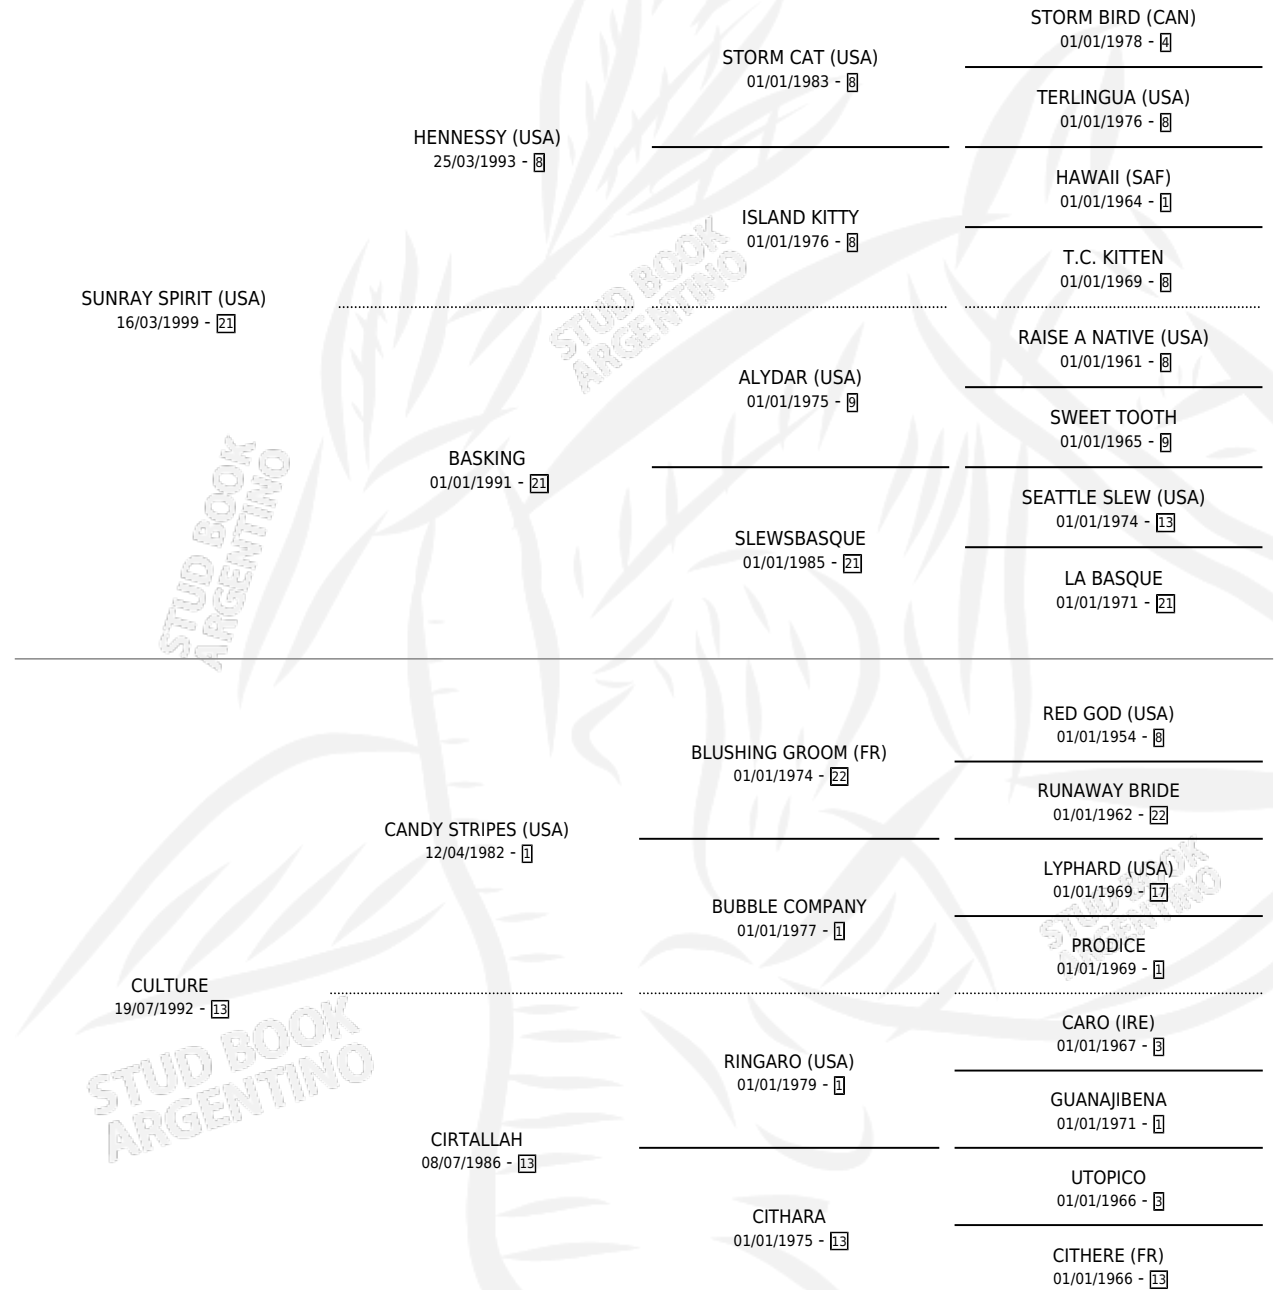 STORM BIRD (CAN)
01/01/1978 - 4
STORM CAT (USA)
01/01/1983 - 8
TERLINGUA (USA)
01/01/1976 - 8
HENNESSY (USA)
25/03/1993 - 8
HAWAII (SAF)
01/01/1964 - 1
ISLAND KITTY
01/01/1976 - 8
T.C. KITTEN
01/01/1969 - 8
SUNRAY SPIRIT (USA)
16/03/1999 - 21
RAISE A NATIVE (USA)
01/01/1961 - 8
ALYDAR (USA)
01/01/1975 - 9
SWEET TOOTH
01/01/1965 - 9
BASKING
01/01/1991 - 21
SEATTLE SLEW (USA)
01/01/1974 - 13
SLEWSBASQUE
01/01/1985 - 21
LA BASQUE
01/01/1971 - 21
RED GOD (USA)
01/01/1954 - 8
BLUSHING GROOM (FR)
01/01/1974 - 22
RUNAWAY BRIDE
01/01/1962 - 22
CANDY STRIPES (USA)
12/04/1982 - 1
LYPHARD (USA)
01/01/1969 - 17
BUBBLE COMPANY
01/01/1977 - 1
PRODICE
01/01/1969 - 1
CULTURE
19/07/1992 - 13
CARO (IRE)
01/01/1967 - 3
RINGARO (USA)
01/01/1979 - 1
GUANAJIBENA
01/01/1971 - 1
CIRTALLAH
08/07/1986 - 13
UTOPICO
01/01/1966 - 3
CITHARA
01/01/1975 - 13
CITHERE (FR)
01/01/1966 - 13
STUD BOOK
ARGENTINO
STUD BOOK
ARGENTINO
STUD BOOK
ARGENTINO
STUD BOOK
ARGENTINO